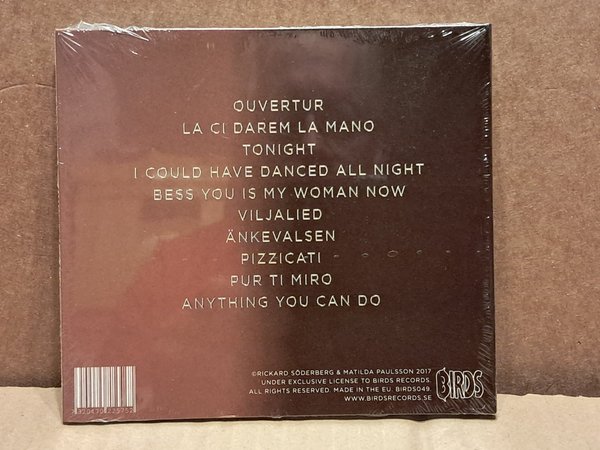 OUVERTUR
LA CI DAREM LA MANO
TONIGHT
I COULD HAVE DANCED ALL NIGHT
BESS YOU IS MY WOMAN NOW
VILJALIED
ÄNKEVALSEN
PIZZICATI
PUR TI MIRO
ANYTHING YOU CAN DO
©RICKARD SÖDERBERG & MATILDA PAULSSON 2017
UNDER EXCLUSIVE LICENSE TO BIRDS RECORDS.
ALL RIGHTS RESERVED. MADE IN THE EU. BIRDS049.
WWW.BIRDSRECORDS.SE
BIRDS
7320470225752